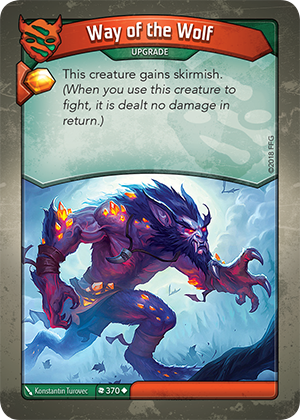 Way of the Wolf
UPGRADE
This creature gains skirmish.
(When you use this creature to
fight, it is dealt no damage in
return.)
©2018 FFG
Konstantin Turovec
370